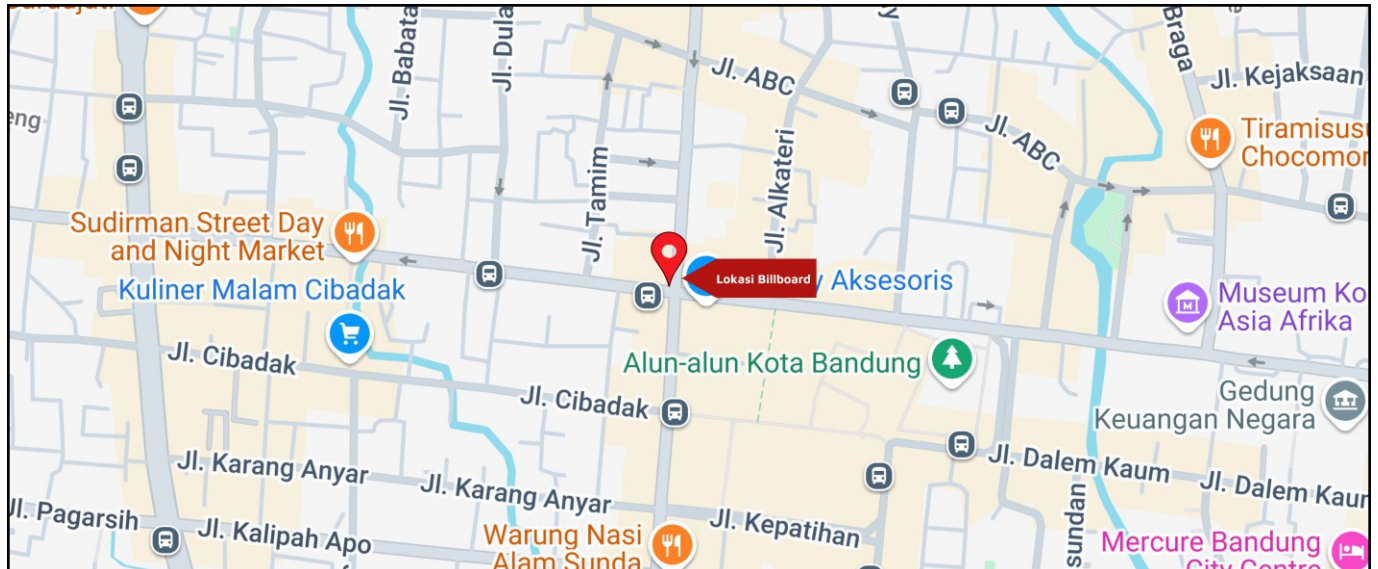 Jl. Babata
Jl. Dula
Jl. ABC
Braga
Jl. Kejaksaan
eng
Jl. Tamim
Jl. Alkateri
Jl. ABC
Tiramisus
Chocomor
Sudirman Street Day
and Night Market
Lokasi Billboard
y Aksesoris
Kuliner Malam Cibadak
Museum Ko
Asia Afrika
Jl. Cibadak
Alun-alun Kota Bandung
Jl. Cibadak
Gedung
Keuangan Negara
Jl. Karang Anyar
Jl. Karang Anyar
Jl. Dalem Kaum
Jl. Dalem Kaur
Jl. Pagarsih
Jl. Kalipah Apo
Warung Nasi
Alam Sunda
Jl. Kepatihan
sundan
Mercure Bandung
City Centre